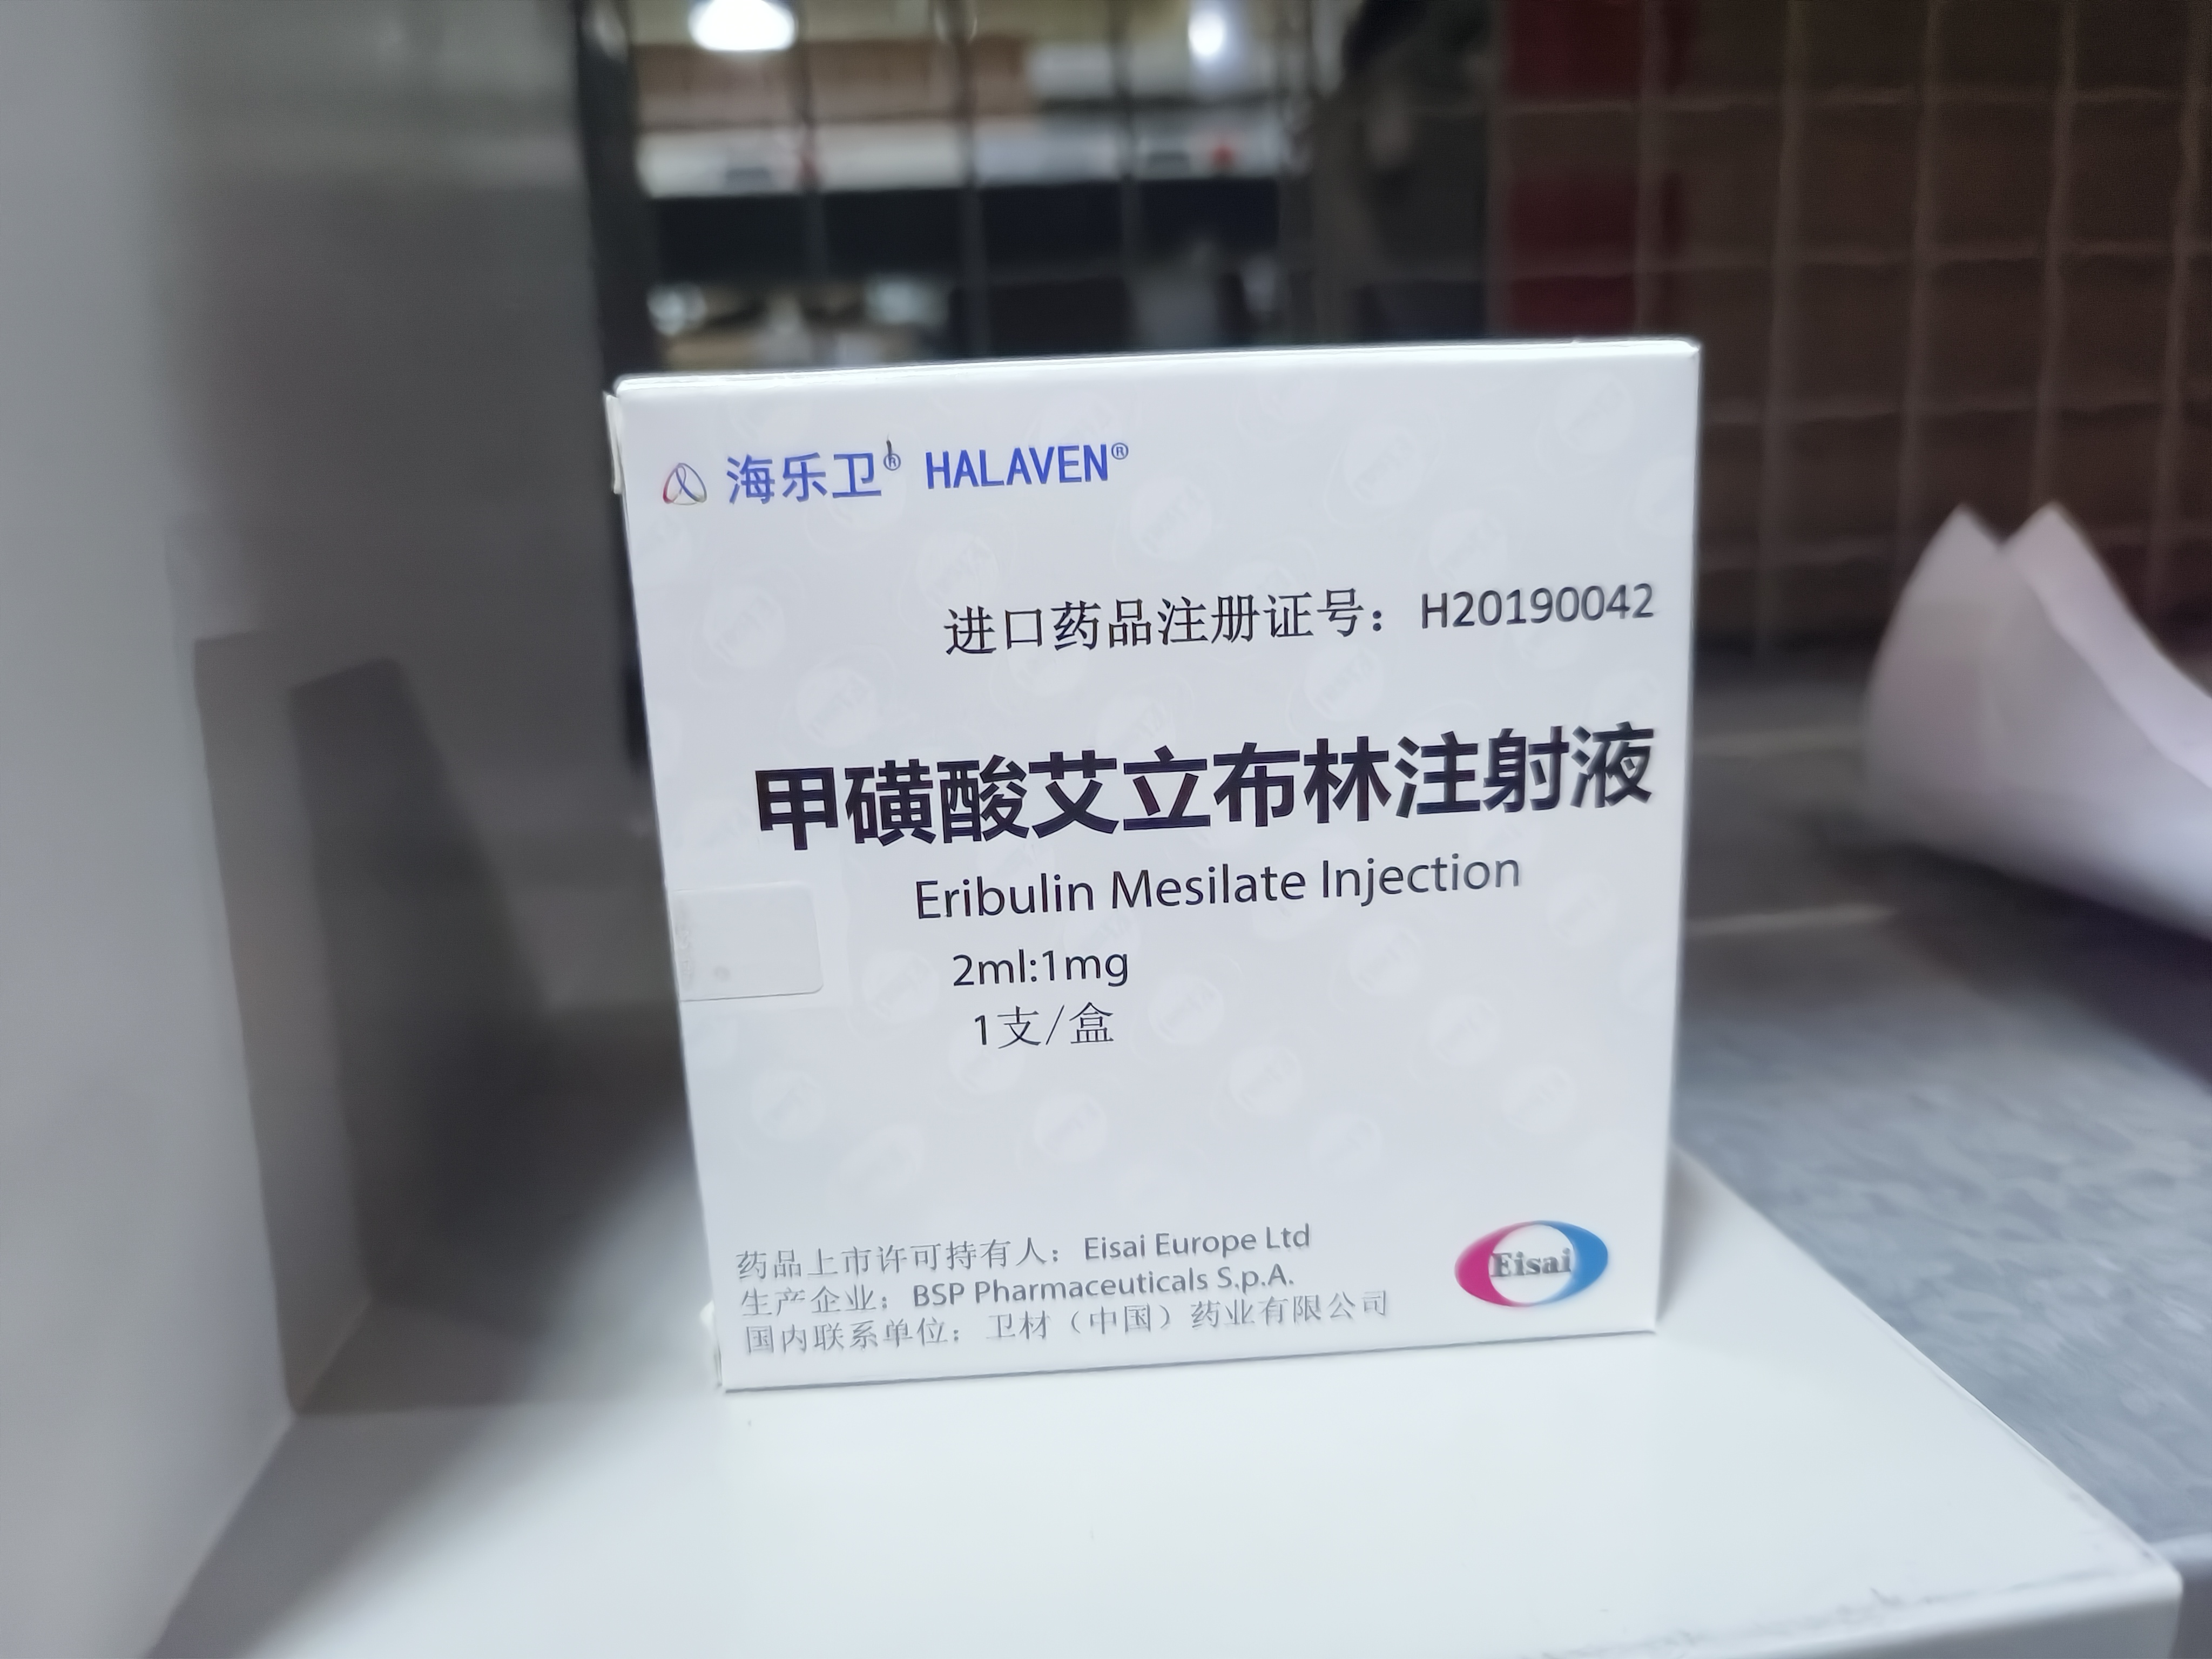 海乐卫® HALAVEN®
进口药品注册证号：H20190042
甲磺酸艾立布林注射液
Eribulin Mesilate Injection
2ml:1mg
1支/盒
药品上市许可持有人：Eisai Europe Ltd
生产企业：BSP Pharmaceuticals S.p.A.
国内联系单位：卫材（中国）药业有限公司
Eisai